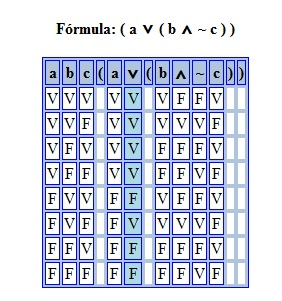 Fórmula: ( a ∨ ( b ∧ ~ c ) )
a b c ( a ∨ ( b ∧ ~ c ) )
V V V V V V F F V
V V F V V V V V F
V F V V V F F F V
V F F V V F F V F
F V V F F V F F V
F V F F V V V V F
F F V F F F F F V
F F F F F F F V F